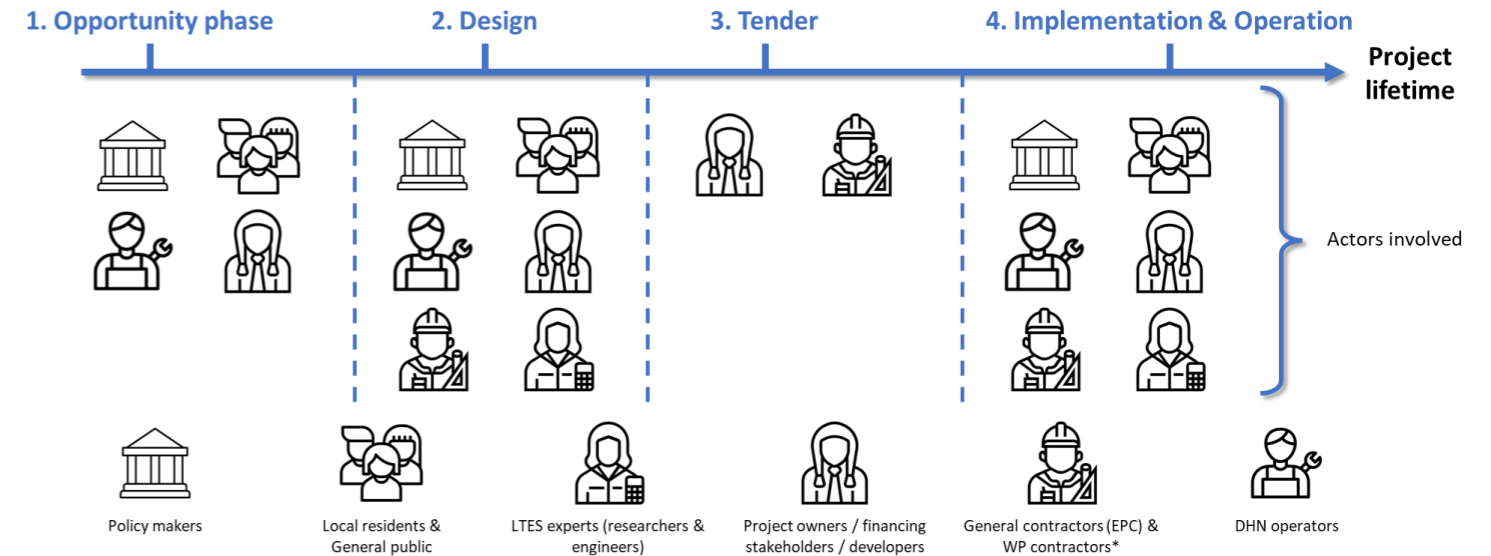 1. Opportunity phase
2. Design
3. Tender
4. Implementation & Operation
Project
lifetime
Actors involved
Policy makers
Local residents &
General public
LTES experts (researchers &
engineers)
Project owners / financing
stakeholders / developers
General contractors (EPC) &
WP contractors*
DHN operators